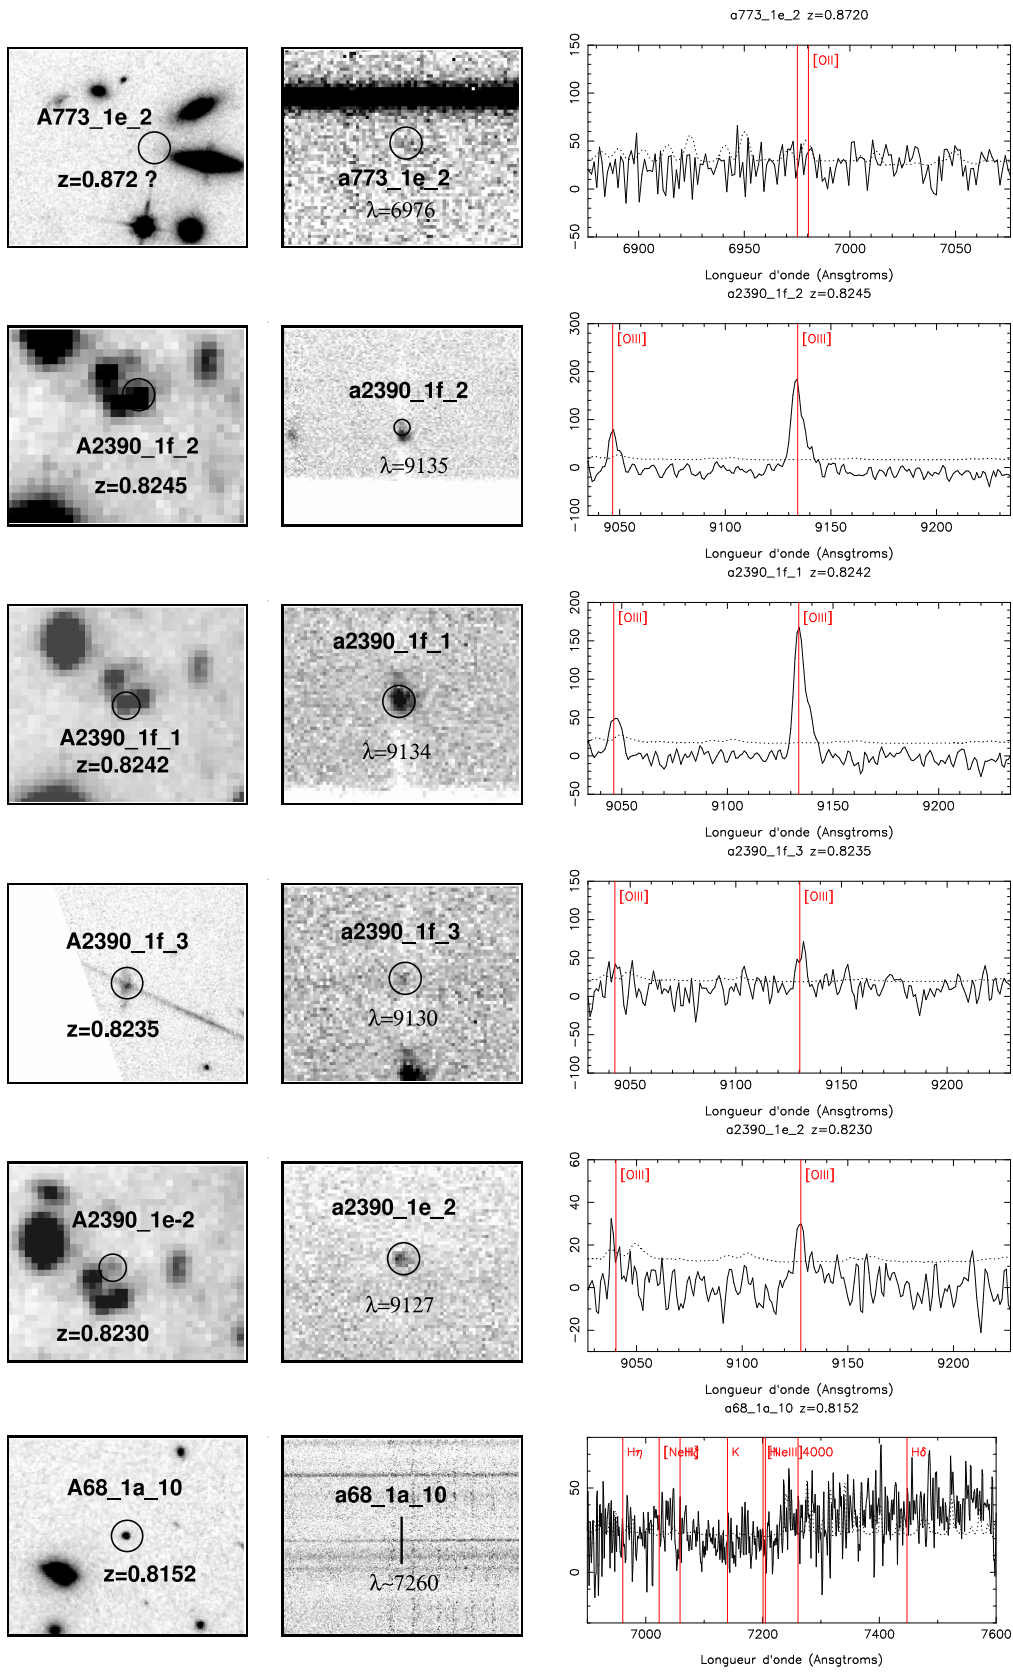 a773_1e_2 z=0.8720
A773_1e_2
z=0.872 ?
a773_1e_2
λ=6976
[OII]
150
100
50
0
−50
6900
6950
7000
7050
Longueur d'onde (Ansgtroms)
a2390_1f_2 z=0.8245
A2390_1f_2
z=0.8245
a2390_1f_2
λ=9135
[OIII]
[OIII]
300
200
100
0
−100
9050
9100
9150
9200
Longueur d'onde (Ansgtroms)
a2390_1f_1 z=0.8242
A2390_1f_1
z=0.8242
a2390_1f_1
λ=9134
[OIII]
[OIII]
200
150
100
50
0
−50
9050
9100
9150
9200
Longueur d'onde (Ansgtroms)
a2390_1f_3 z=0.8235
A2390_1f_3
z=0.8235
a2390_1f_3
λ=9130
[OIII]
[OIII]
150
100
50
0
−50
−100
9050
9100
9150
9200
Longueur d'onde (Ansgtroms)
a2390_1e_2 z=0.8230
A2390_1e-2
z=0.8230
a2390_1e_2
λ=9127
[OIII]
[OIII]
60
40
20
0
−20
9050
9100
9150
9200
Longueur d'onde (Ansgtroms)
a68_1a_10 z=0.8152
A68_1a_10
z=0.8152
a68_1a_10
λ~7260
Hη
K
4000
Hδ
50
0
7000
7200
7400
7600
Longueur d'onde (Ansgtroms)